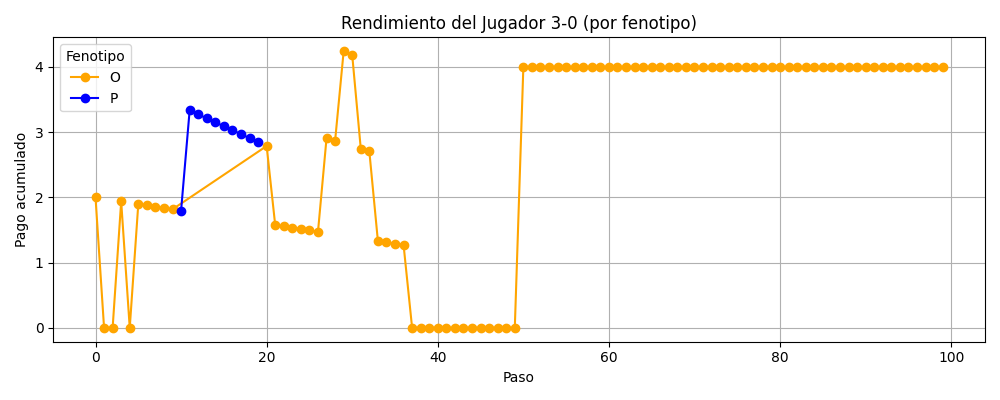 Rendimiento del Jugador 3-0 (por fenotipo)
Pago acumulado
4
3
2
1
0
Fenotipo
O
P
0 20 40 60 80 100
Paso